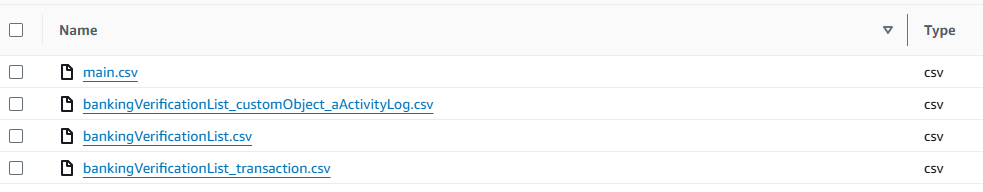 Name Type
main.csv csv
bankingVerificationList_customObject_aActivityLog.csv csv
bankingVerificationList.csv csv
bankingVerificationList_transaction.csv csv